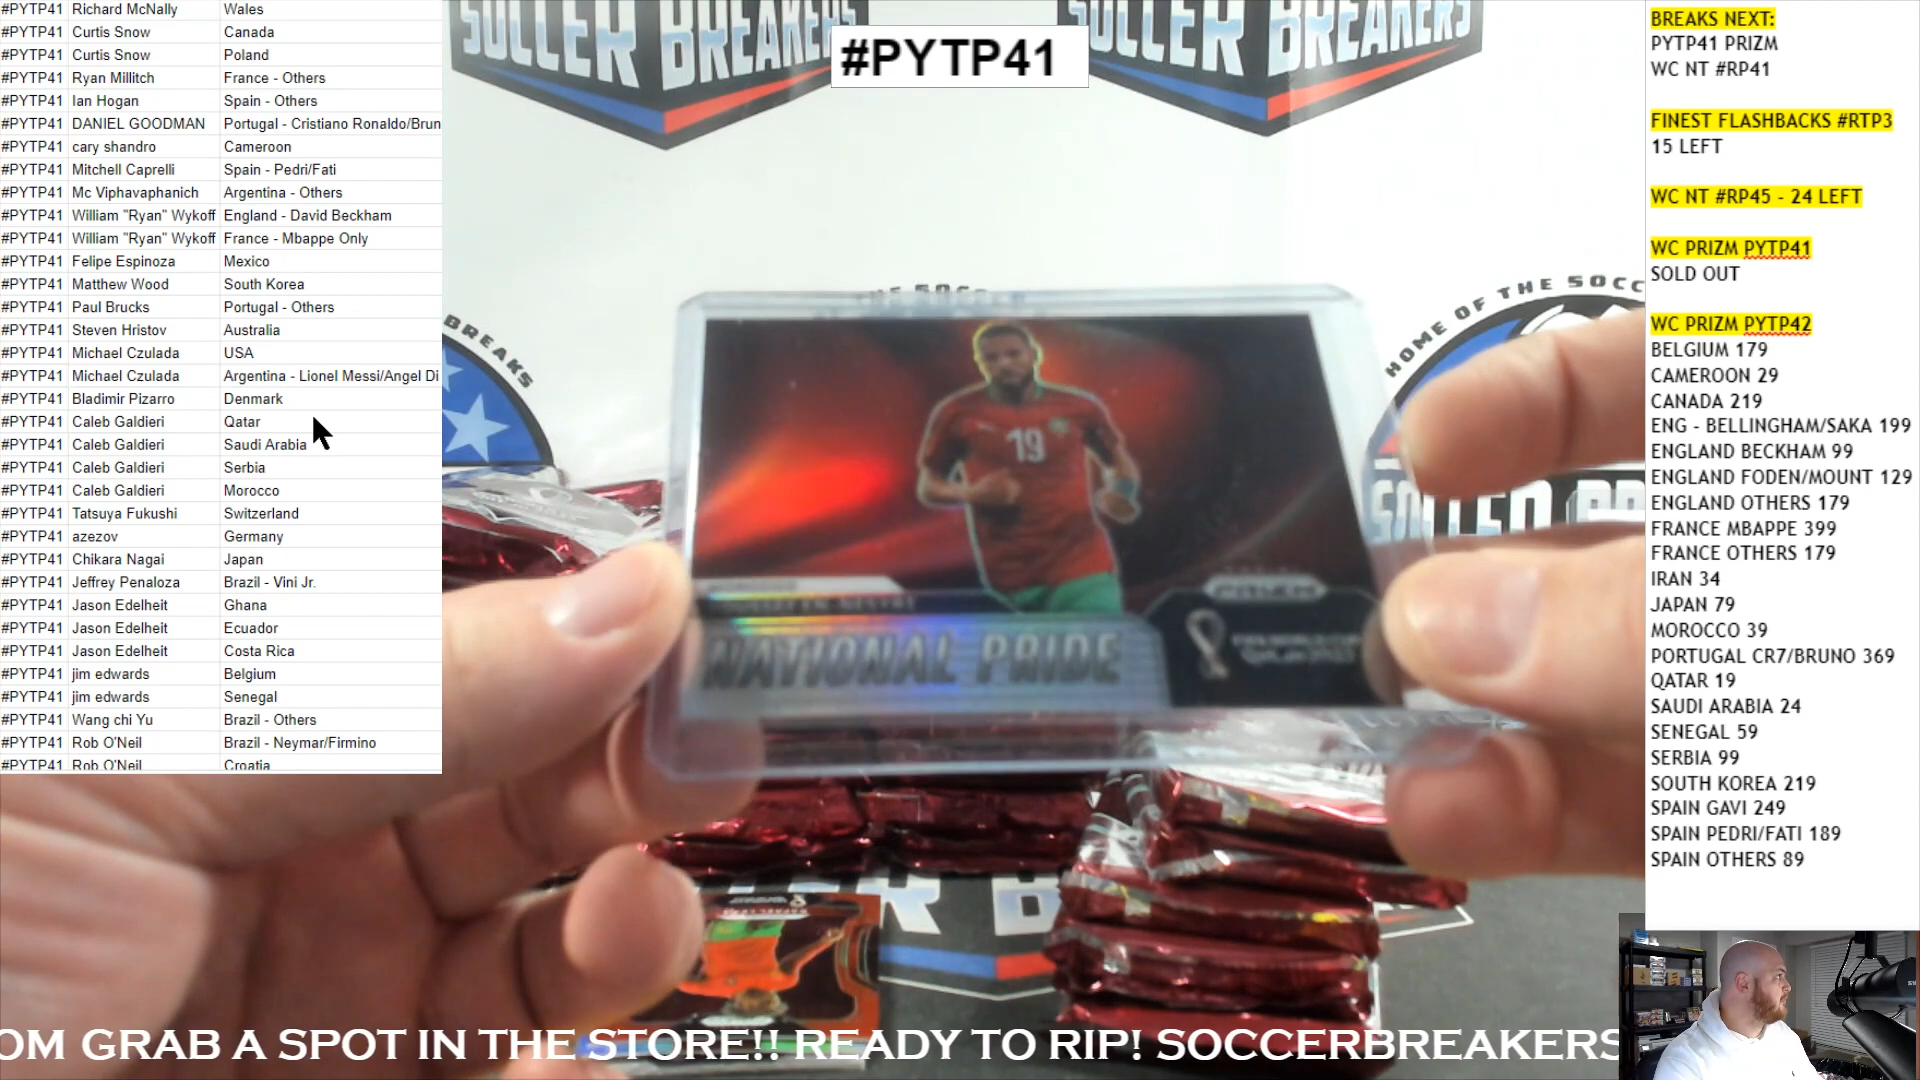 #PYTP41 Richard McNally Wales
#PYTP41 Curtis Snow Canada
#PYTP41 Curtis Snow Poland
#PYTP41 Ryan Millitch France - Others
#PYTP41 Ian Hogan Spain - Others
#PYTP41 DANIEL GOODMAN Portugal - Cristiano Ronaldo/Brun
#PYTP41 cary shandro Cameroon
#PYTP41 Mitchell Caprelli Spain - Pedri/Fati
#PYTP41 Mc Viphavaphanich Argentina - Others
#PYTP41 William "Ryan" Wykoff England - David Beckham
#PYTP41 William "Ryan" Wykoff France - Mbappe Only
#PYTP41 Felipe Espinoza Mexico
#PYTP41 Matthew Wood South Korea
#PYTP41 Paul Brucks Portugal - Others
#PYTP41 Steven Hristov Australia
#PYTP41 Michael Czulada USA
#PYTP41 Michael Czulada Argentina - Lionel Messi/Angel Di
#PYTP41 Bladimir Pizarro Denmark
#PYTP41 Caleb Galdieri Qatar
#PYTP41 Caleb Galdieri Saudi Arabia
#PYTP41 Caleb Galdieri Serbia
#PYTP41 Caleb Galdieri Morocco
#PYTP41 Tatsuya Fukushi Switzerland
#PYTP41 azezov Germany
#PYTP41 Chikara Nagai Japan
#PYTP41 Jeffrey Penaloza Brazil - Vini Jr.
#PYTP41 Jason Edelheit Ghana
#PYTP41 Jason Edelheit Ecuador
#PYTP41 Jason Edelheit Costa Rica
#PYTP41 jim edwards Belgium
#PYTP41 jim edwards Senegal
#PYTP41 Wang chi Yu Brazil - Others
#PYTP41 Rob O'Neil Brazil - Neymar/Firmino
#PYTP41 Rob O'Neil Croatia
SOCCER BREAKERS
#PYTP41
SOCCER BREAKERS
BREAKS
THE SOCC
HOME OF THE SOCC
SOCCER BRE
19
PRIZM
NATIONAL PRIDE
BREAKS NEXT:
PYTP41 PRIZM
WC NT #RP41
FINEST FLASHBACKS #RTP3
15 LEFT
WC NT #RP45 - 24 LEFT
WC PRIZM PYTP41
SOLD OUT
WC PRIZM PYTP42
BELGIUM 179
CAMEROON 29
CANADA 219
ENG - BELLINGHAM/SAKA 199
ENGLAND BECKHAM 99
ENGLAND FODEN/MOUNT 129
ENGLAND OTHERS 179
FRANCE MBAPPE 399
FRANCE OTHERS 179
IRAN 34
JAPAN 79
MOROCCO 39
PORTUGAL CR7/BRUNO 369
QATAR 19
SAUDI ARABIA 24
SENEGAL 59
SERBIA 99
SOUTH KOREA 219
SPAIN GAVI 249
SPAIN PEDRI/FATI 189
SPAIN OTHERS 89
OM GRAB A SPOT IN THE STORE!! READY TO RIP! SOCCERBREAKERS